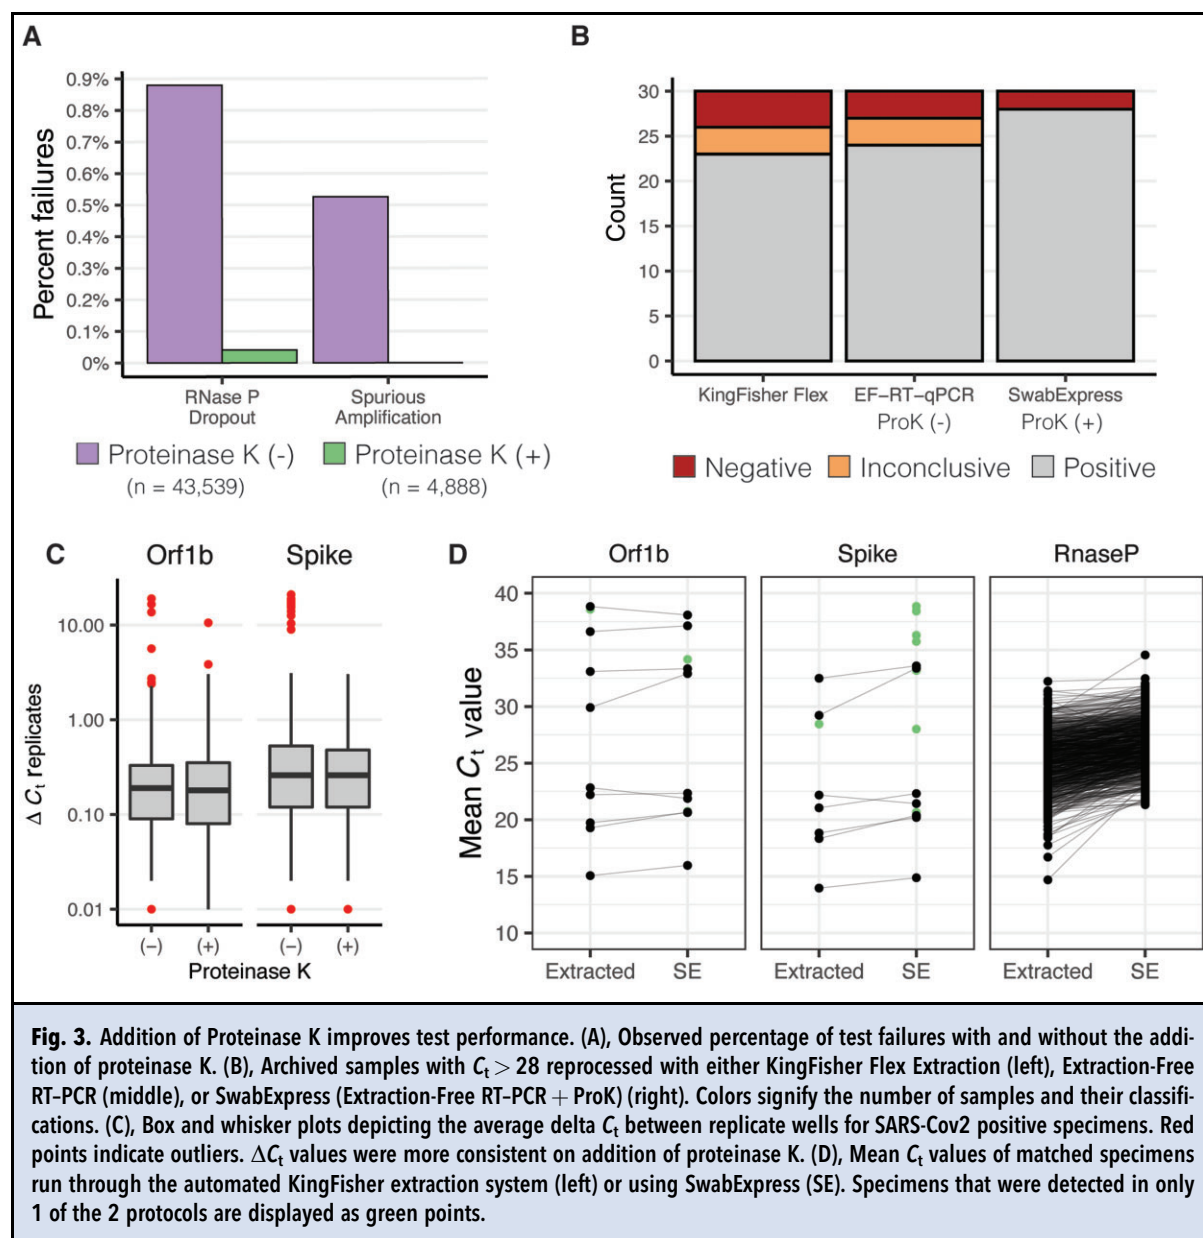 A
Percent failures
0.9%
0.8%
0.7%
0.6%
0.5%
0.4%
0.3%
0.2%
0.1%
0%
RNase P
Dropout
Spurious
Amplification
Proteinase K (-)
(n = 43,539)
Proteinase K (+)
(n = 4,888)
B
Count
30
25
20
15
10
5
0
KingFisher Flex
EF−RT−qPCR
ProK (-)
SwabExpress
ProK (+)
Negative
Inconclusive
Positive
C
Orf1b
Spike
Δ Ct replicates
10.00
1.00
0.10
0.01
(−)
(+)
(−)
(+)
Proteinase K
D
Orf1b
Spike
RnaseP
Mean Ct value
40
35
30
25
20
15
10
Extracted
SE
Extracted
SE
Extracted
SE
Fig. 3. Addition of Proteinase K improves test performance. (A), Observed percentage of test failures with and without the addi-
tion of proteinase K. (B), Archived samples with Ct > 28 reprocessed with either KingFisher Flex Extraction (left), Extraction-Free
RT–PCR (middle), or SwabExpress (Extraction-Free RT–PCR + ProK) (right). Colors signify the number of samples and their classifi-
cations. (C), Box and whisker plots depicting the average delta Ct between replicate wells for SARS-Cov2 positive specimens. Red
points indicate outliers. ΔCt values were more consistent on addition of proteinase K. (D), Mean Ct values of matched specimens
run through the automated KingFisher extraction system (left) or using SwabExpress (SE). Specimens that were detected in only
1 of the 2 protocols are displayed as green points.